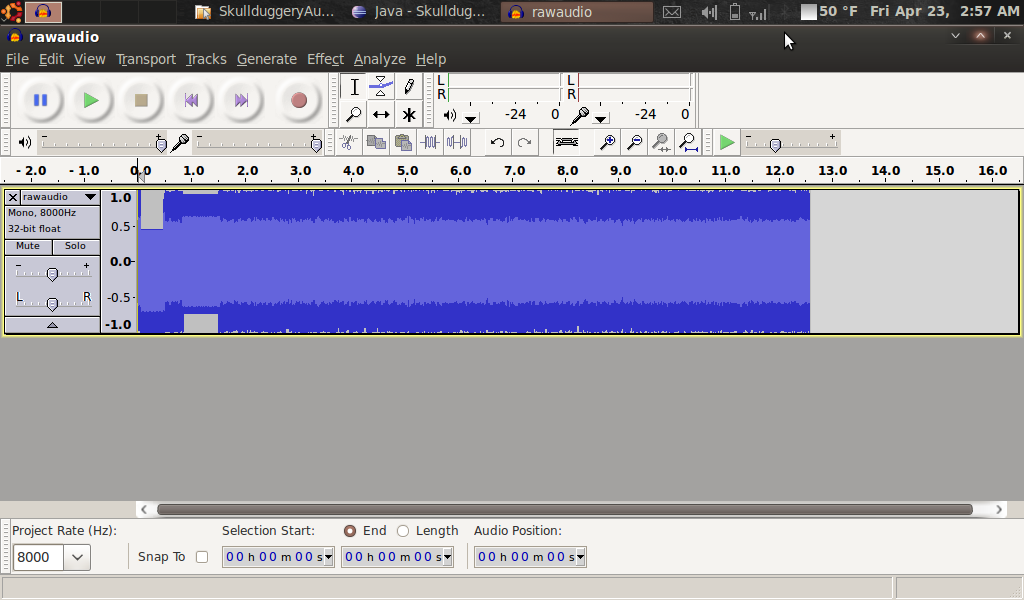 SkullduggeryAu... Java - Skulldug... rawaudio 50 °F Fri Apr 23, 2:57 AM
rawaudio
File Edit View Transport Tracks Generate Effect Analyze Help
L L
R R
-24 0 -24 0
- + - + - +
- 2.0 - 1.0 0.0 1.0 2.0 3.0 4.0 5.0 6.0 7.0 8.0 9.0 10.0 11.0 12.0 13.0 14.0 15.0 16.0
rawaudio 1.0
Mono, 8000Hz
32-bit float 0.5
Mute Solo
- + 0.0
L R -0.5
-1.0
Project Rate (Hz): Selection Start: End Length Audio Position:
8000 Snap To 00 h 00 m 00 s 00 h 00 m 00 s 00 h 00 m 00 s